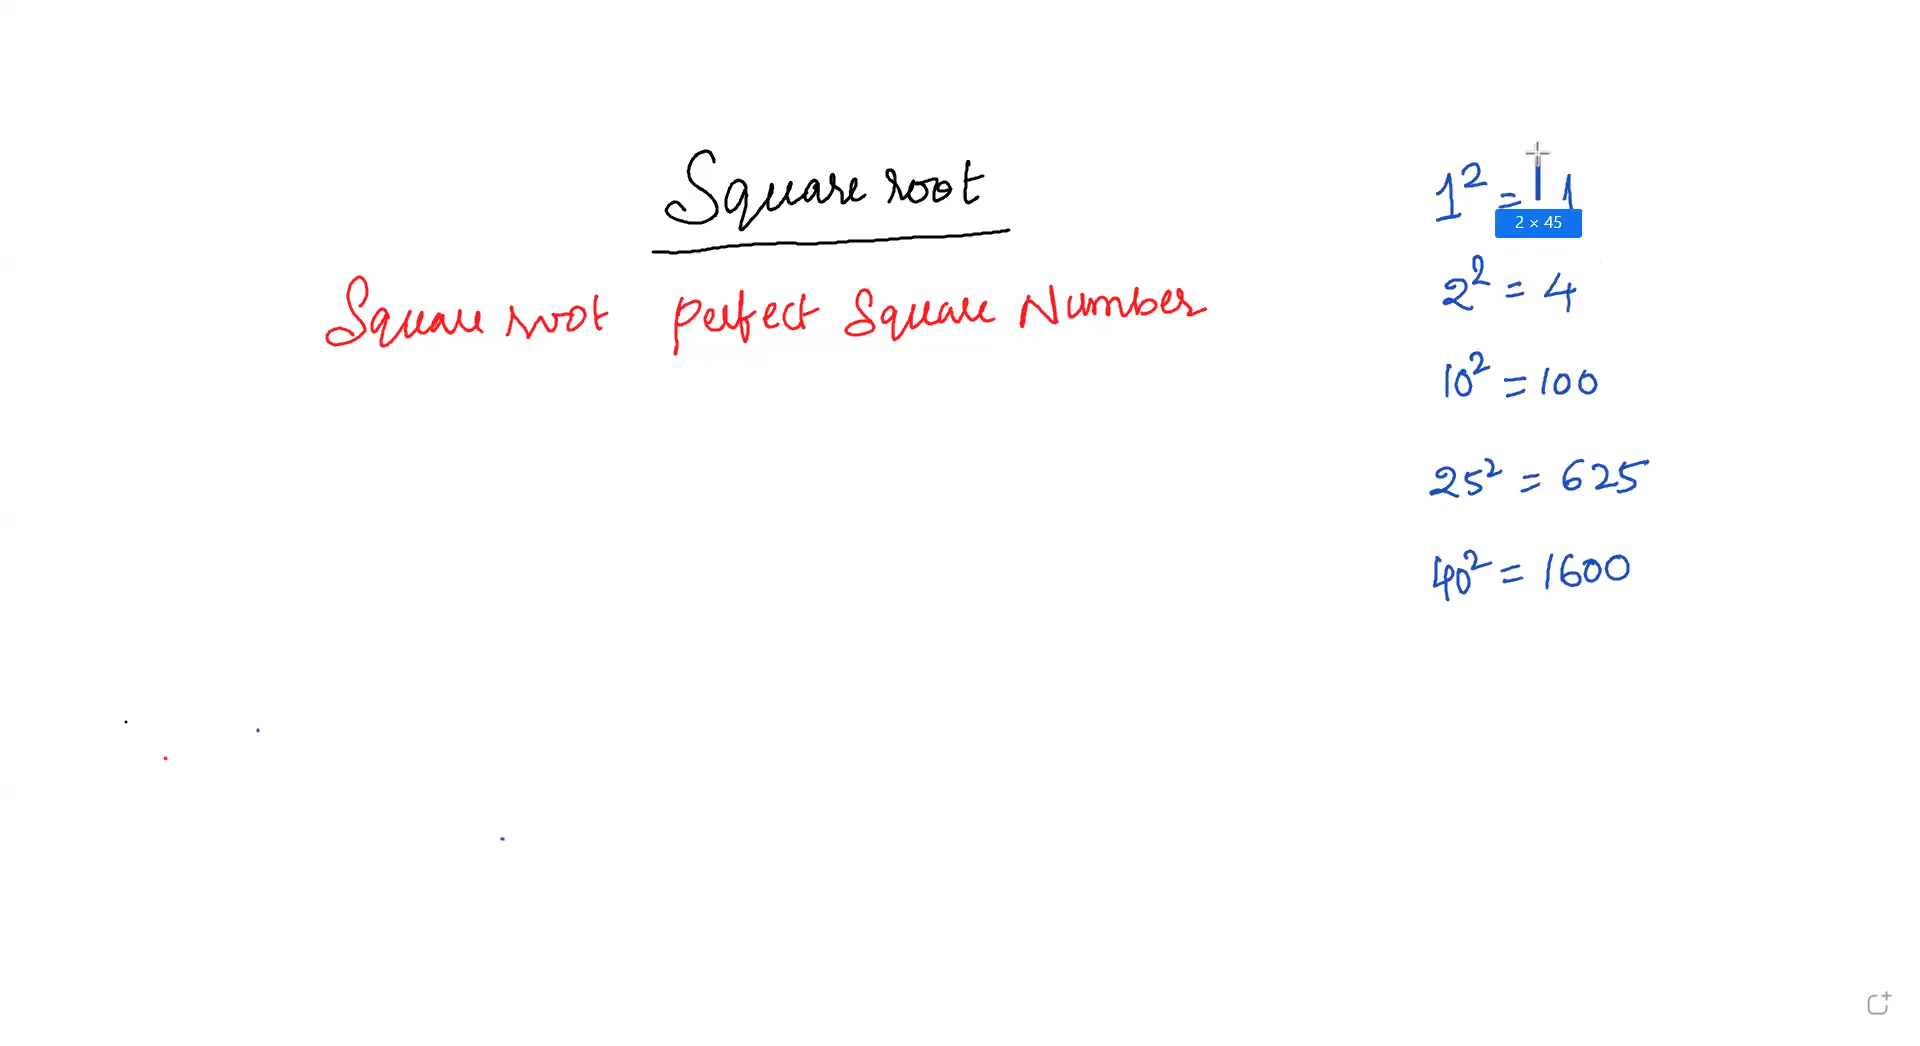 Square root
Square root perfect Square Number
1² = 1
2 × 45
2² = 4
10² = 100
25² = 625
40² = 1600